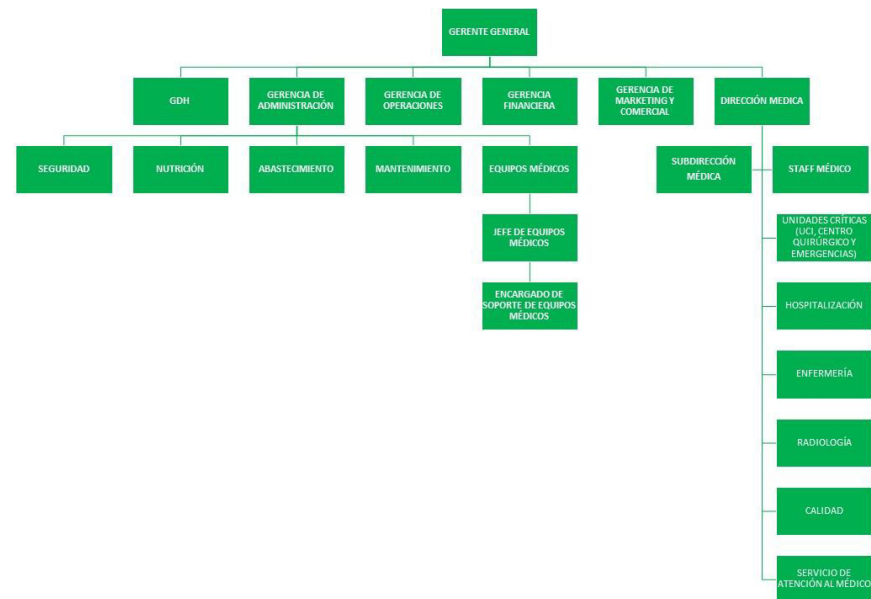 GERENTE GENERAL
GDH
GERENCIA DE
ADMINISTRACIÓN
GERENCIA DE
OPERACIONES
GERENCIA
FINANCIERA
GERENCIA DE
MARKETING Y
COMERCIAL
DIRECCIÓN MEDICA
SEGURIDAD
NUTRICIÓN
ABASTECIMIENTO
MANTENIMIENTO
EQUIPOS MÉDICOS
SUBDIRECCIÓN
MÉDICA
STAFF MÉDICO
JEFE DE EQUIPOS
MÉDICOS
ENCARGADO DE
SOPORTE DE EQUIPOS
MÉDICOS
UNIDADES CRÍTICAS
(UCI, CENTRO
QUIRÚRGICO Y
EMERGENCIAS)
HOSPITALIZACIÓN
ENFERMERÍA
RADIOLOGÍA
CALIDAD
SERVICIO DE
ATENCIÓN AL MÉDICO